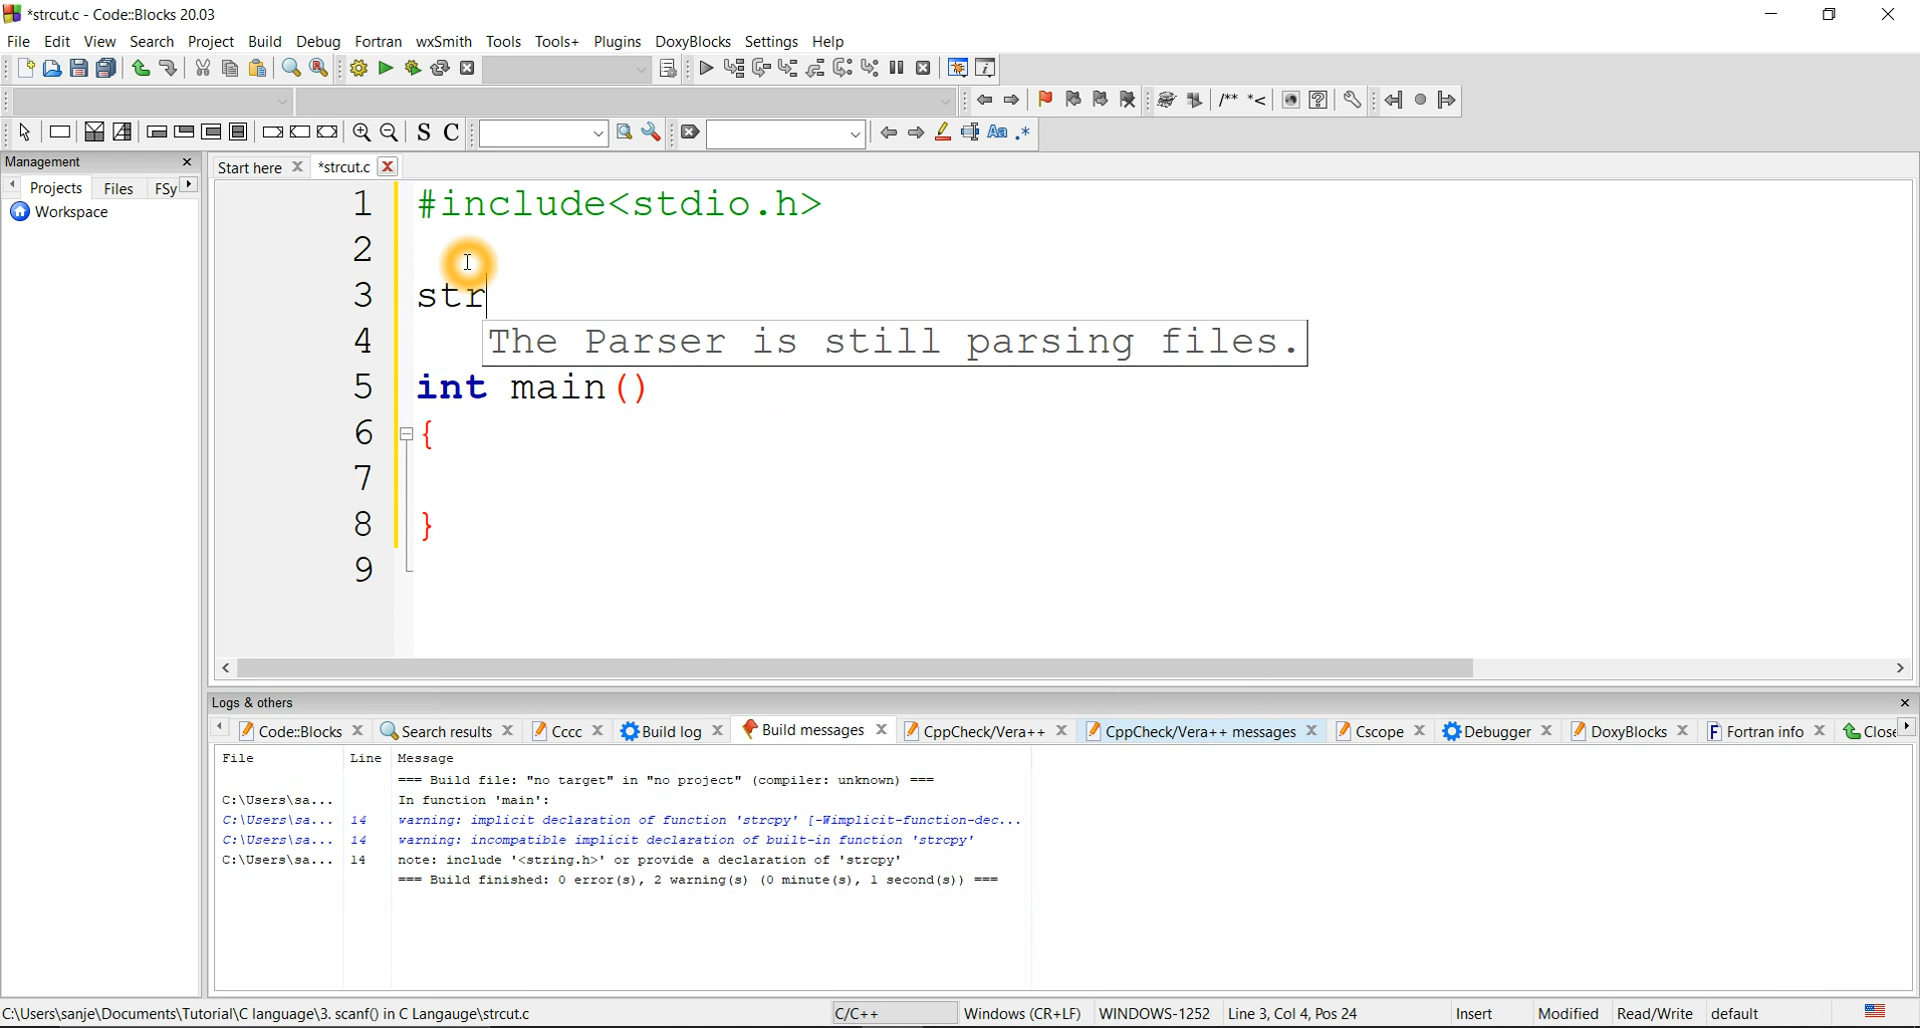 *strcut.c - Code::Blocks 20.03
File Edit View Search Project Build Debug Fortran wxSmith Tools Tools+ Plugins DoxyBlocks Settings Help
/** *<
S C
Aa .*
Management
Start here *strcut.c
Projects Files FSy
Workspace
1 #include<stdio.h>
2
3 str
4 The Parser is still parsing files.
5 int main()
6 {
7
8 }
9
Logs & others
Code::Blocks Search results Cccc Build log Build messages CppCheck/Vera++ CppCheck/Vera++ messages Cscope Debugger DoxyBlocks Fortran info Close
File Line Message
=== Build file: "no target" in "no project" (compiler: unknown) ===
C:\Users\sa... In function 'main':
C:\Users\sa... 14 warning: implicit declaration of function 'strcpy' [-Wimplicit-function-dec...
C:\Users\sa... 14 warning: incompatible implicit declaration of built-in function 'strcpy'
C:\Users\sa... 14 note: include '<string.h>' or provide a declaration of 'strcpy'
=== Build finished: 0 error(s), 2 warning(s) (0 minute(s), 1 second(s)) ===
C:\Users\sanje\Documents\Tutorial\C language\3. scanf() in C Langauge\strcut.c C/C++ Windows (CR+LF) WINDOWS-1252 Line 3, Col 4, Pos 24 Insert Modified Read/Write default